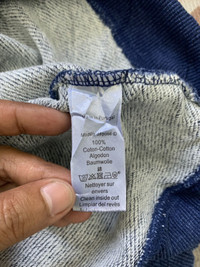 100%
Coton-Cotton
Algodon
Baumwolle
Nettoyer sur
envers
Clean inside out
Limpiar del revés